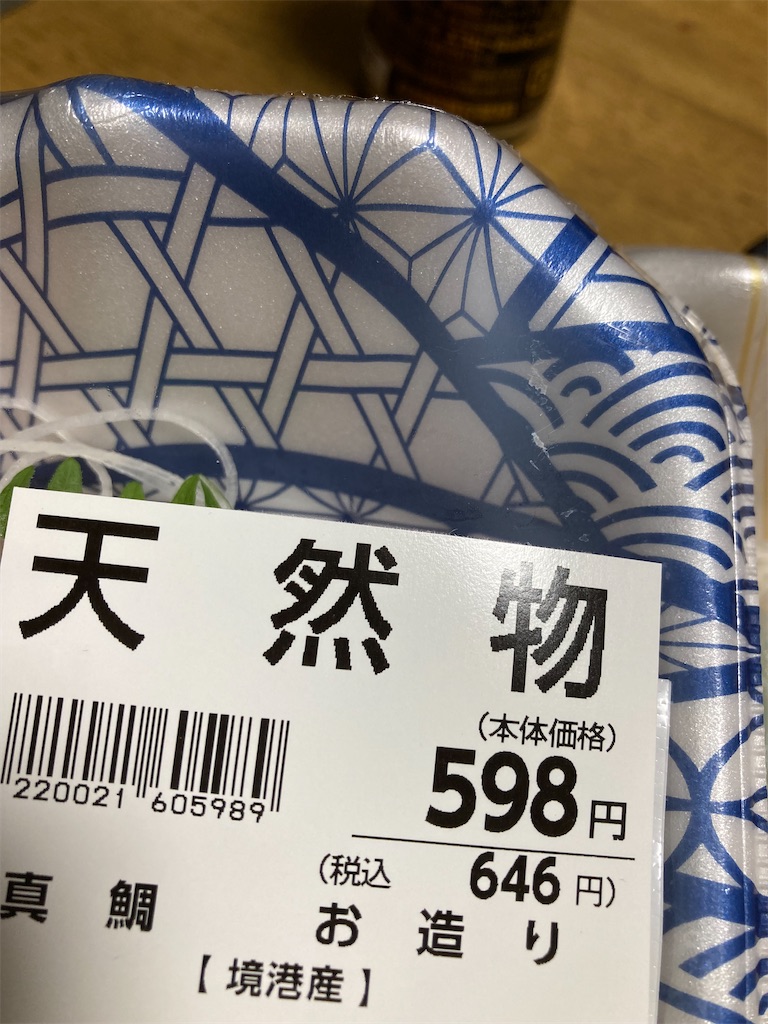 天然物
(本体価格)
598円
220021 605989
(税込 646円)
真鯛 お造り
【境港産】